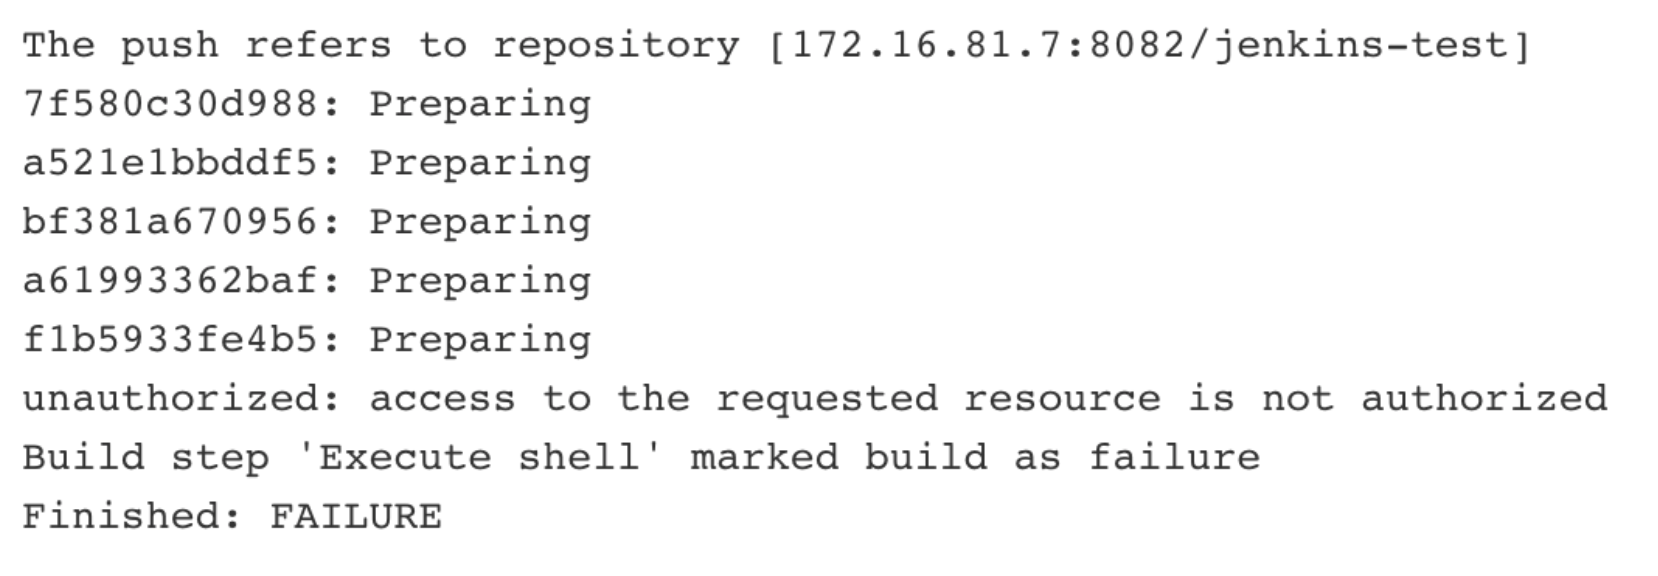 The push refers to repository [172.16.81.7:8082/jenkins-test]
7f580c30d988: Preparing
a521e1bbddf5: Preparing
bf381a670956: Preparing
a61993362baf: Preparing
f1b5933fe4b5: Preparing
unauthorized: access to the requested resource is not authorized
Build step 'Execute shell' marked build as failure
Finished: FAILURE